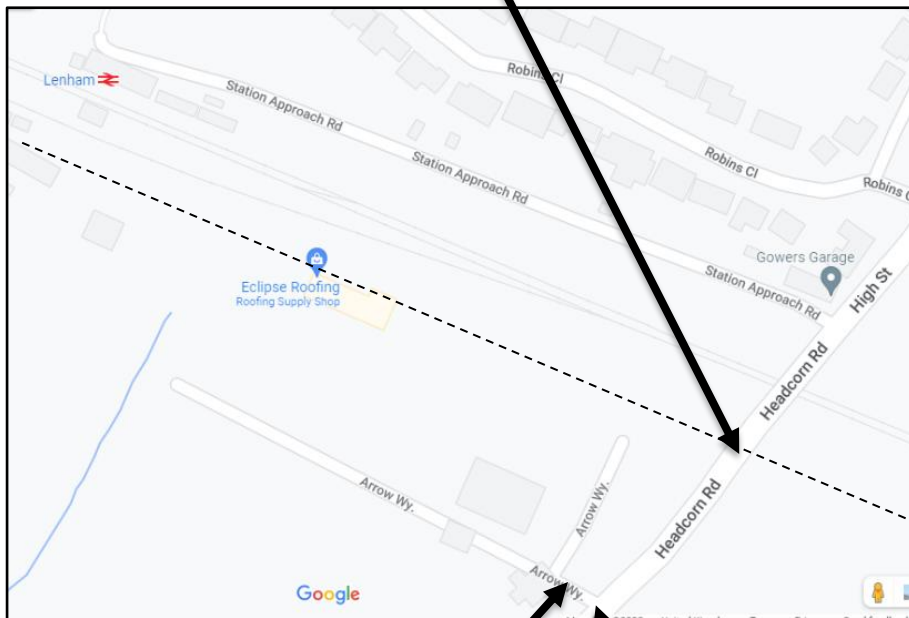 Lenham
Station Approach Rd
Robins Cl
Station Approach Rd
Robins Cl
Robins
Gowers Garage
Eclipse Roofing
Roofing Supply Shop
Station Approach Rd
High St
Headcorn Rd
Arrow Wy.
Arrow Wy.
Headcorn Rd
Arrow Wy.
Google